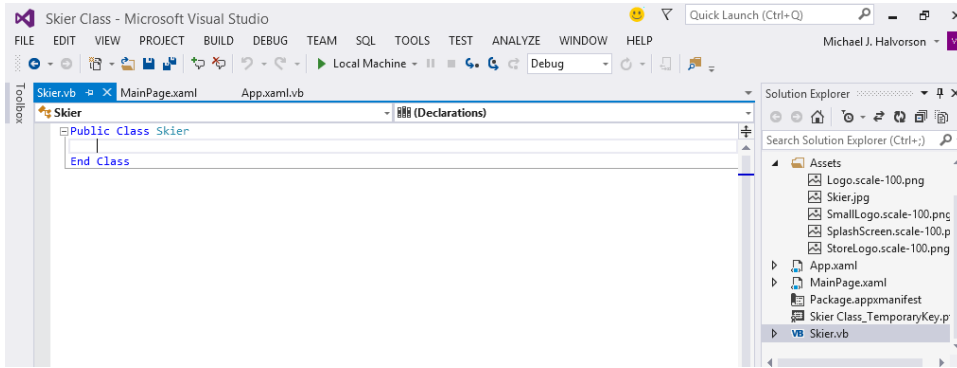 Skier Class - Microsoft Visual Studio
Quick Launch (Ctrl+Q)
FILE EDIT VIEW PROJECT BUILD DEBUG TEAM SQL TOOLS TEST ANALYZE WINDOW HELP
Michael J. Halvorson
Local Machine
Debug
Toolbox
Skier.vb MainPage.xaml App.xaml.vb
Skier (Declarations)
Public Class Skier
End Class
Solution Explorer
Search Solution Explorer (Ctrl+;)
Assets
Logo.scale-100.png
Skier.jpg
SmallLogo.scale-100.png
SplashScreen.scale-100.p
StoreLogo.scale-100.png
App.xaml
MainPage.xaml
Package.appxmanifest
Skier Class_TemporaryKey.p
VB Skier.vb